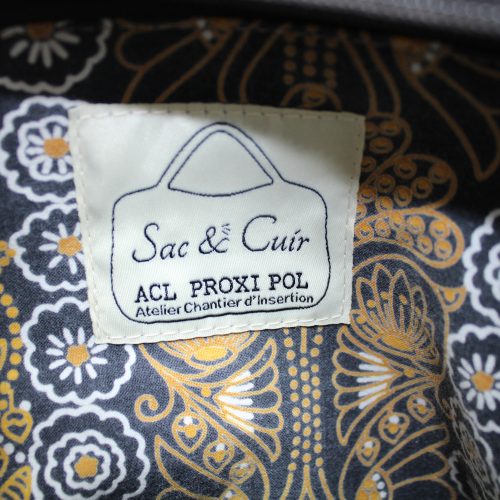 Sac & Cuir
ACL PROXI POL
Atelier Chantier d'Insertion